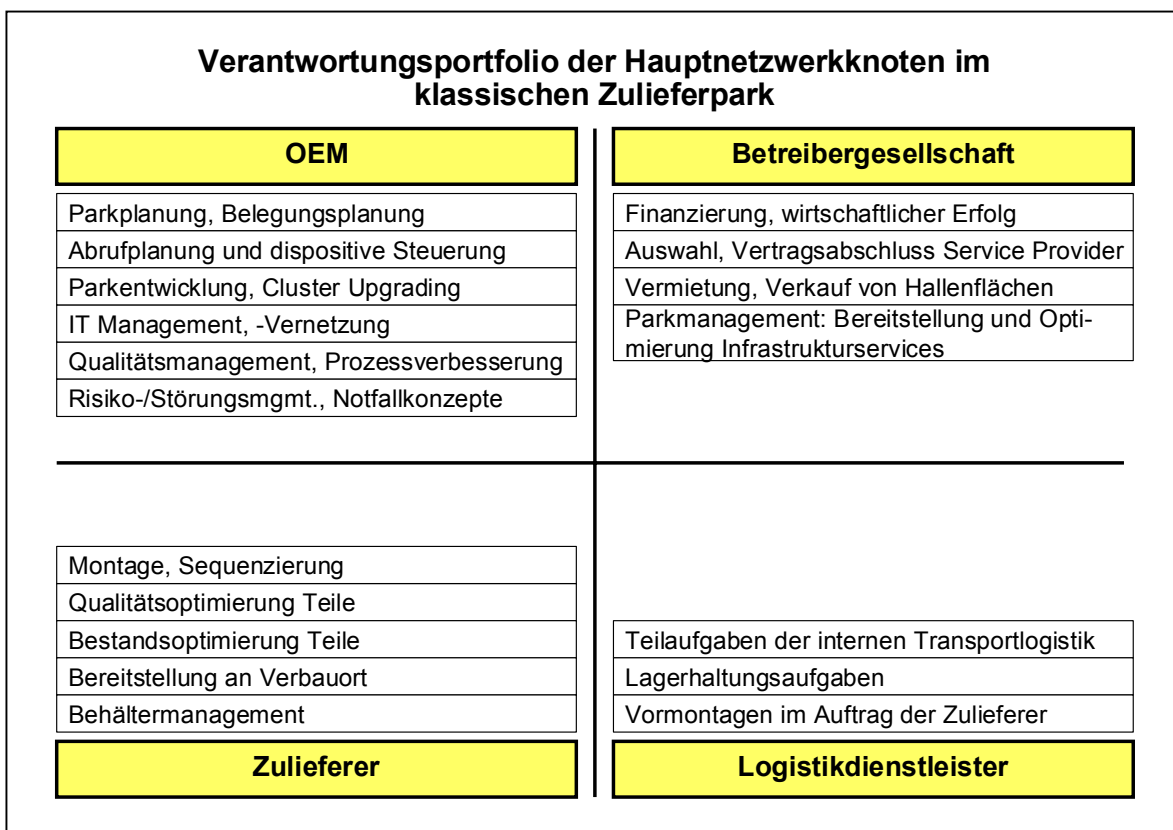 Verantwortungsportfolio der Hauptnetzwerkknoten im
klassischen Zulieferpark
OEM
Parkplanung, Belegungsplanung
Abrufplanung und dispositive Steuerung
Parkentwicklung, Cluster Upgrading
IT Management, -Vernetzung
Qualitätsmanagement, Prozessverbesserung
Risiko-/Störungsmgmt., Notfallkonzepte
Betreibergesellschaft
Finanzierung, wirtschaftlicher Erfolg
Auswahl, Vertragsabschluss Service Provider
Vermietung, Verkauf von Hallenflächen
Parkmanagement: Bereitstellung und Opti-
mierung Infrastrukturservices
Montage, Sequenzierung
Qualitätsoptimierung Teile
Bestandsoptimierung Teile
Bereitstellung an Verbauort
Behältermanagement
Zulieferer
Teilaufgaben der internen Transportlogistik
Lagerhaltungsaufgaben
Vormontagen im Auftrag der Zulieferer
Logistikdienstleister